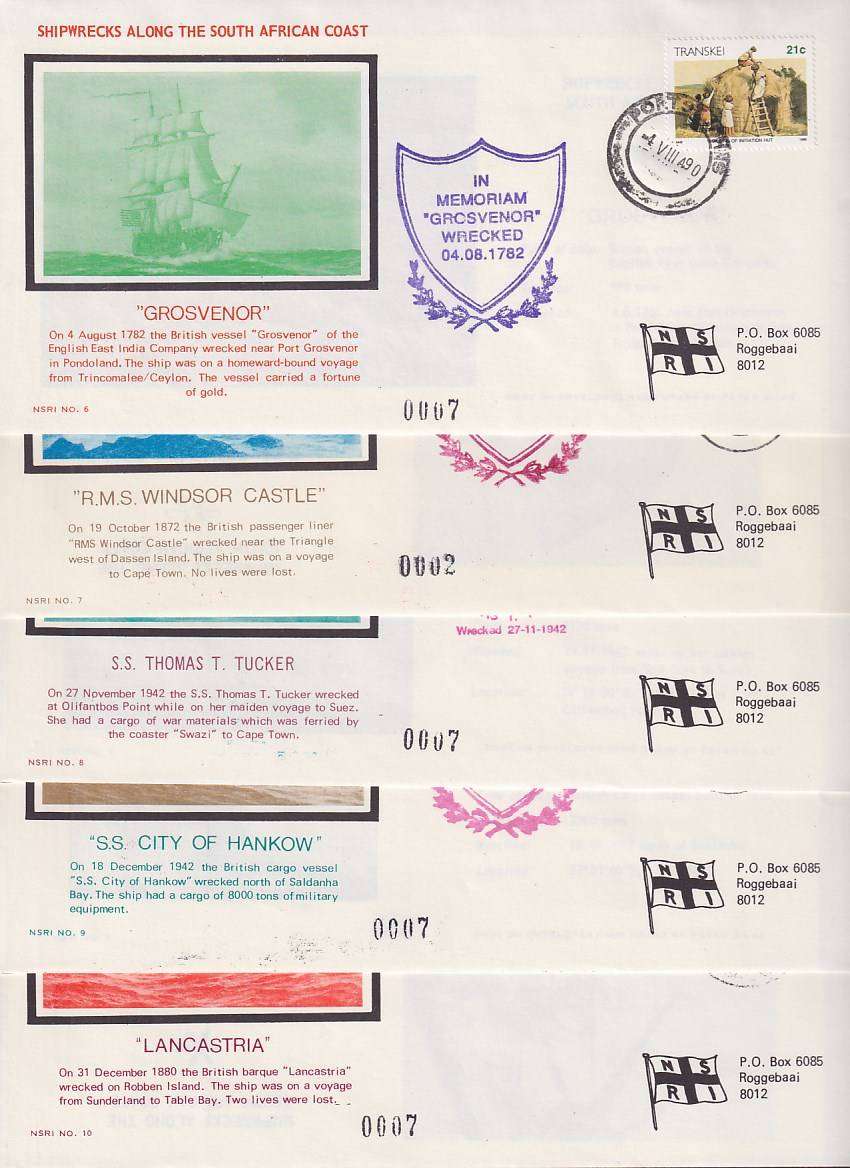 SHIPWRECKS ALONG THE SOUTH AFRICAN COAST
TRANSKEI 21c
INITIATION HUT
PORT
4 VIII 490
IN
MEMORIAM
"GROSVENOR"
WRECKED
04.08.1782
"GROSVENOR"
On 4 August 1782 the British vessel "Grosvenor" of the
English East India Company wrecked near Port Grosvenor
in Pondoland. The ship was on a homeward-bound voyage
from Trincomalee/Ceylon. The vessel carried a fortune
of gold.
NSRI NO. 6
0007
N S
R I
P.O. Box 6085
Roggebaai
8012
"R.M.S. WINDSOR CASTLE"
On 19 October 1872 the British passenger liner
"RMS Windsor Castle" wrecked near the Triangle
west of Dassen Island. The ship was on a voyage
to Cape Town. No lives were lost.
NSRI NO. 7
0002
N S
R I
P.O. Box 6085
Roggebaai
8012
Wrecked 27-11-1942
S.S. THOMAS T. TUCKER
On 27 November 1942 the S.S. Thomas T. Tucker wrecked
at Olifantbos Point while on her maiden voyage to Suez.
She had a cargo of war materials which was ferried by
the coaster "Swazi" to Cape Town.
NSRI NO. 8
0007
N S
R I
P.O. Box 6085
Roggebaai
8012
"S.S. CITY OF HANKOW"
On 18 December 1942 the British cargo vessel
"S.S. City of Hankow" wrecked north of Saldanha
Bay. The ship had a cargo of 8000 tons of military
equipment.
NSRI NO. 9
0007
N S
R I
P.O. Box 6085
Roggebaai
8012
"LANCASTRIA"
On 31 December 1880 the British barque "Lancastria"
wrecked on Robben Island. The ship was on a voyage
from Sunderland to Table Bay. Two lives were lost.
NSRI NO. 10
0007
N S
R I
P.O. Box 6085
Roggebaai
8012